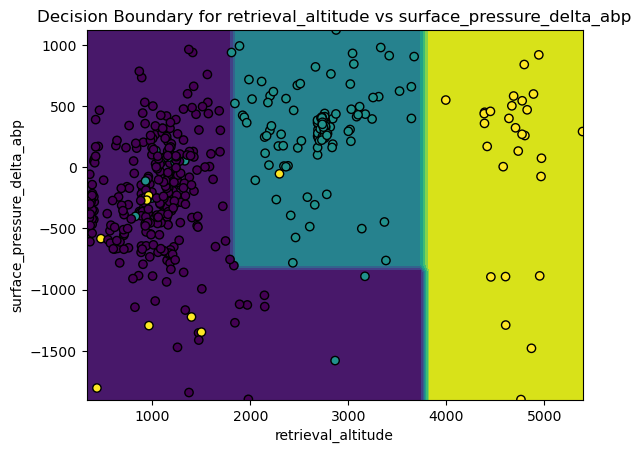 Decision Boundary for retrieval_altitude vs surface_pressure_delta_abp
surface_pressure_delta_abp
1000
500
0
−500
−1000
−1500
1000 2000 3000 4000 5000
retrieval_altitude